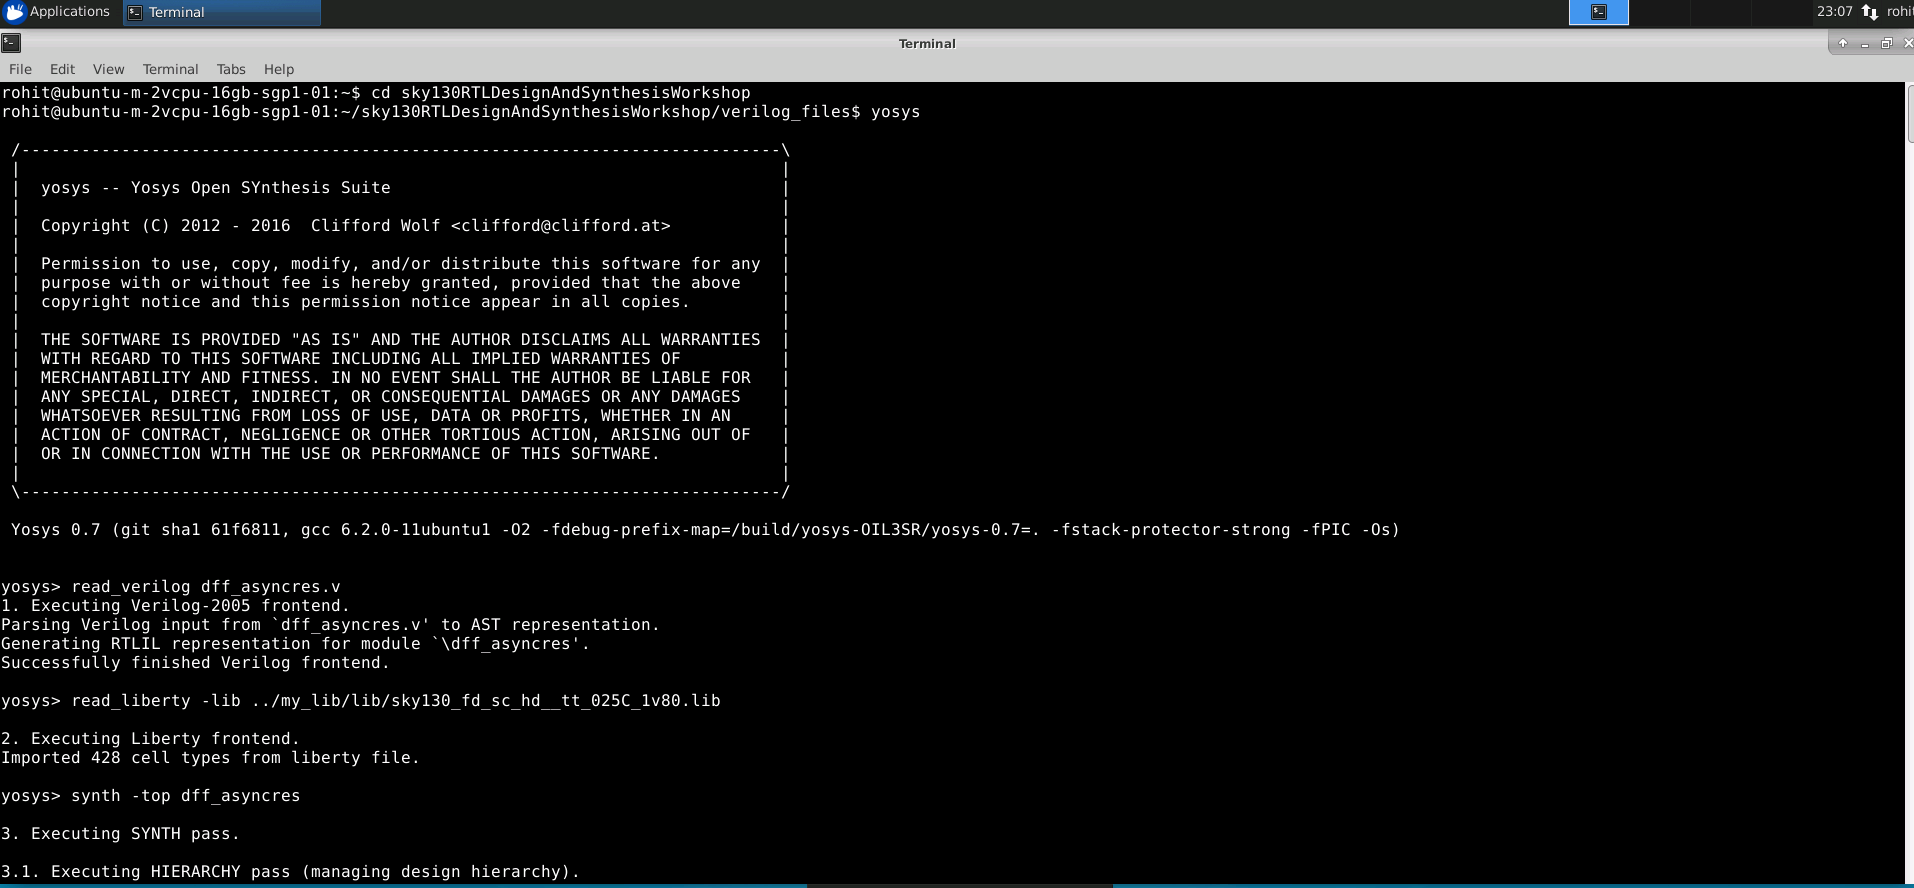 Applications
Terminal
23:07
rohit
Terminal
File Edit View Terminal Tabs Help
rohit@ubuntu-m-2vcpu-16gb-sgp1-01:~$ cd sky130RTLDesignAndSynthesisWorkshop
rohit@ubuntu-m-2vcpu-16gb-sgp1-01:~/sky130RTLDesignAndSynthesisWorkshop/verilog_files$ yosys
/----------------------------------------------------------------------------\
| |
| yosys -- Yosys Open SYnthesis Suite |
| |
| Copyright (C) 2012 - 2016  Clifford Wolf <clifford@clifford.at> |
| |
| Permission to use, copy, modify, and/or distribute this software for any |
| purpose with or without fee is hereby granted, provided that the above |
| copyright notice and this permission notice appear in all copies. |
| |
| THE SOFTWARE IS PROVIDED "AS IS" AND THE AUTHOR DISCLAIMS ALL WARRANTIES |
| WITH REGARD TO THIS SOFTWARE INCLUDING ALL IMPLIED WARRANTIES OF |
| MERCHANTABILITY AND FITNESS. IN NO EVENT SHALL THE AUTHOR BE LIABLE FOR |
| ANY SPECIAL, DIRECT, INDIRECT, OR CONSEQUENTIAL DAMAGES OR ANY DAMAGES |
| WHATSOEVER RESULTING FROM LOSS OF USE, DATA OR PROFITS, WHETHER IN AN |
| ACTION OF CONTRACT, NEGLIGENCE OR OTHER TORTIOUS ACTION, ARISING OUT OF |
| OR IN CONNECTION WITH THE USE OR PERFORMANCE OF THIS SOFTWARE. |
| |
\----------------------------------------------------------------------------/
Yosys 0.7 (git sha1 61f6811, gcc 6.2.0-11ubuntu1 -O2 -fdebug-prefix-map=/build/yosys-OIL3SR/yosys-0.7=. -fstack-protector-strong -fPIC -Os)
yosys> read_verilog dff_asyncres.v
1. Executing Verilog-2005 frontend.
Parsing Verilog input from `dff_asyncres.v' to AST representation.
Generating RTLIL representation for module `\dff_asyncres'.
Successfully finished Verilog frontend.
yosys> read_liberty -lib ../my_lib/lib/sky130_fd_sc_hd__tt_025C_1v80.lib
2. Executing Liberty frontend.
Imported 428 cell types from liberty file.
yosys> synth -top dff_asyncres
3. Executing SYNTH pass.
3.1. Executing HIERARCHY pass (managing design hierarchy).